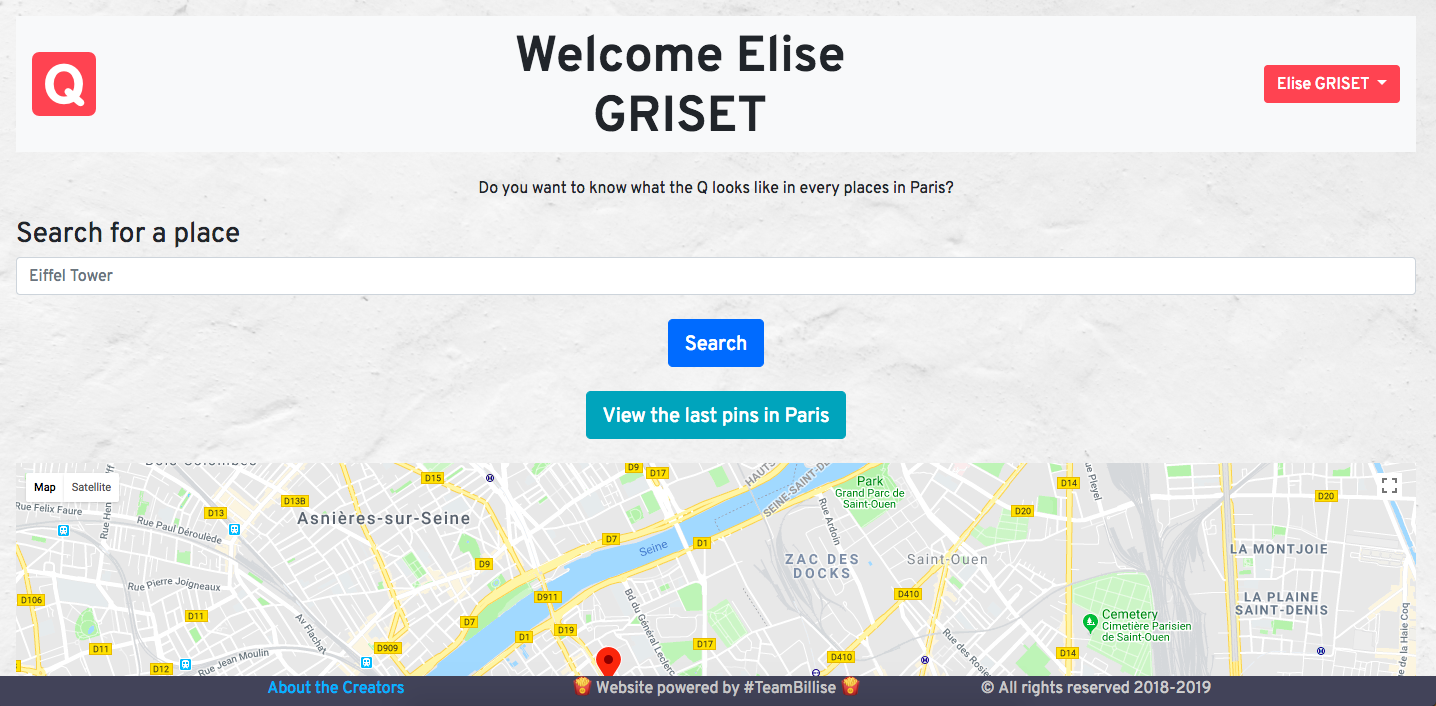 Q
Welcome Elise
GRISET
Elise GRISET
Do you want to know what the Q looks like in every places in Paris?
Search for a place
Eiffel Tower
Search
View the last pins in Paris
Map
Satellite
D9
D17
D15
D14
D20
D13B
D13
D20
Park
Grand Parc de
Saint-Ouen
Rue Felix Faure
Rue Paul Déroulède
Asnières-sur-Seine
D7
Seine
D1
Rue Ardoin
ZAC DES
DOCKS
Saint-Ouen
LA MONTJOIE
D9
Rue Pierre Joigneaux
D106
D911
D410
LA PLAINE
SAINT-DENIS
D11
D7
D19
D1
Bd du Général Leclerc
Cemetery
Cimetière Parisien
de Saint-Ouen
Av Flachat
D11
D909
D17
D410
D14
Rue des Rosiers
D12
Rue Jean Moulin
About the Creators
🍟 Website powered by #TeamBillise 🍟
© All rights reserved 2018-2019